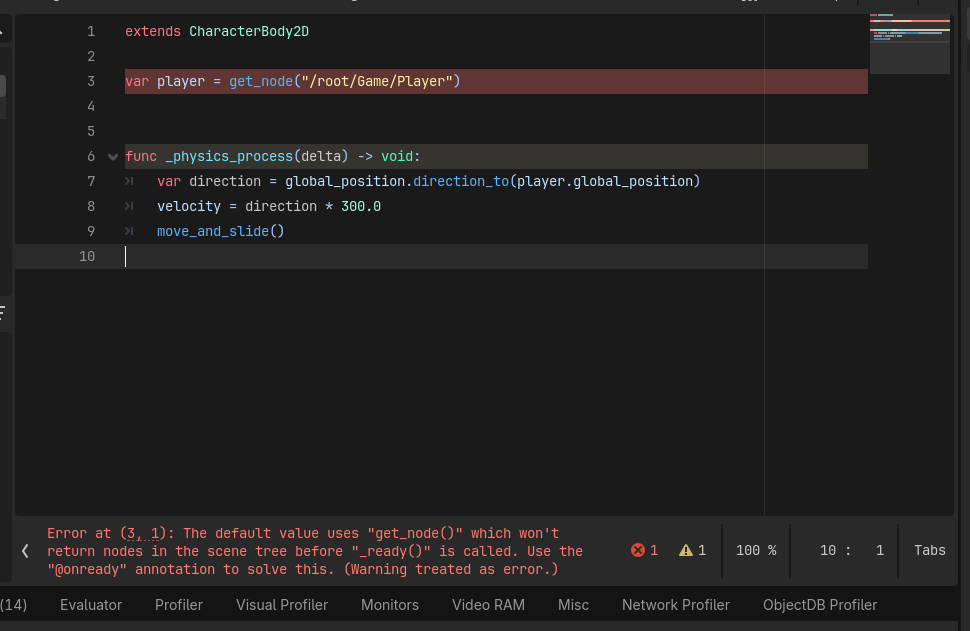 1 extends CharacterBody2D
2
3 var player = get_node("/root/Game/Player")
4
5
6 func _physics_process(delta) -> void:
7 var direction = global_position.direction_to(player.global_position)
8 velocity = direction * 300.0
9 move_and_slide()
10
Error at (3, 1): The default value uses "get_node()" which won't
return nodes in the scene tree before "_ready()" is called. Use the
"@onready" annotation to solve this. (Warning treated as error.)
1 1 100 % 10 : 1 Tabs
(14) Evaluator Profiler Visual Profiler Monitors Video RAM Misc Network Profiler ObjectDB Profiler